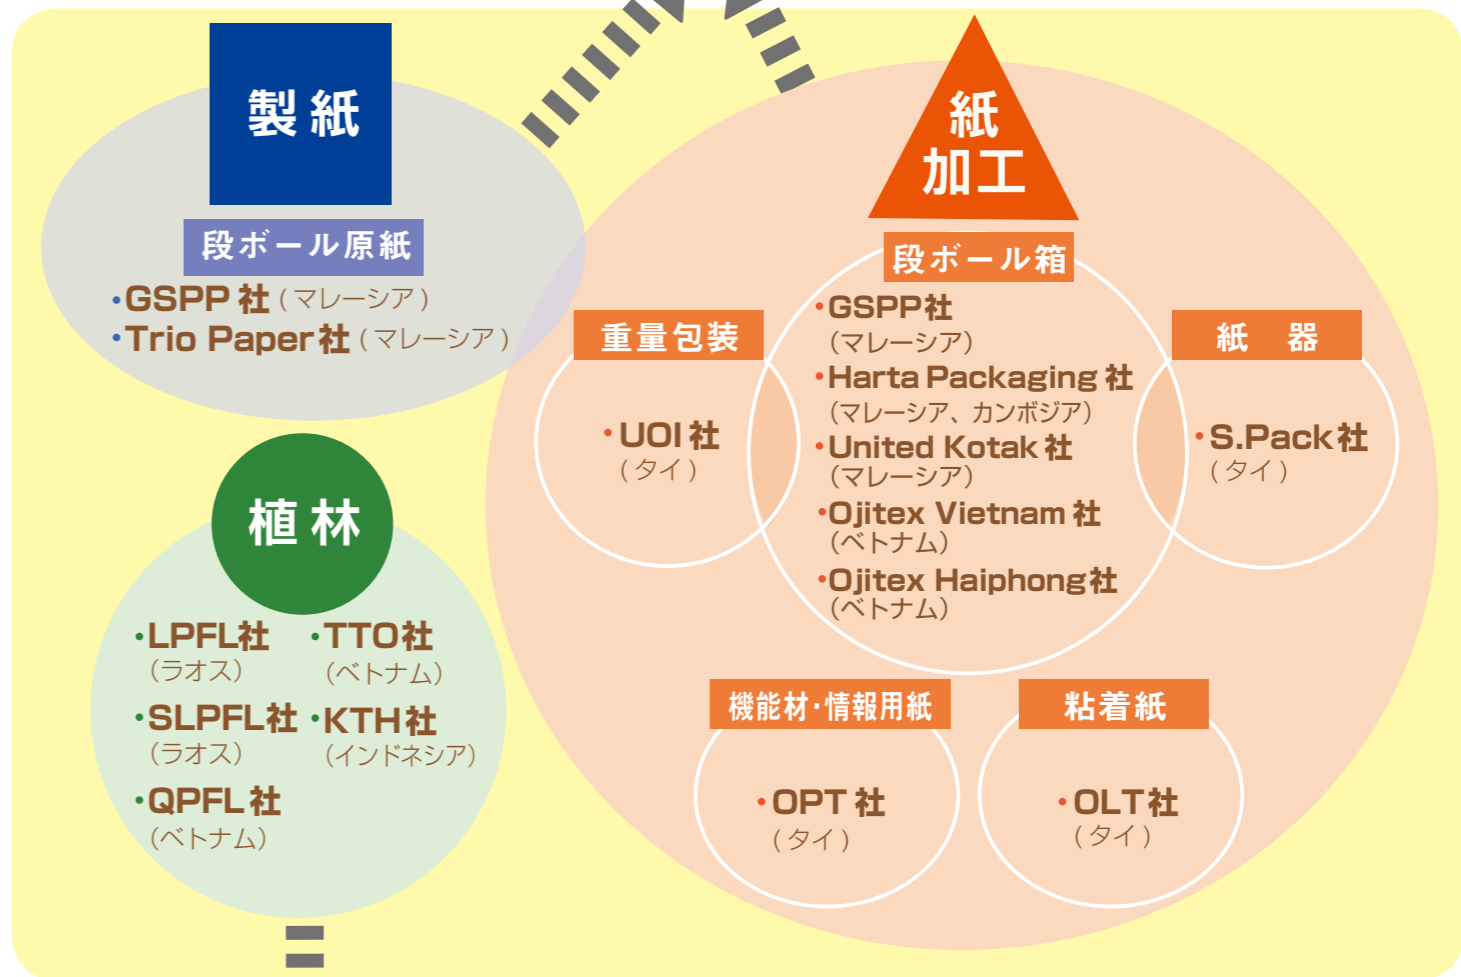 製紙
段ボール原紙
・GSPP社(マレーシア)
・Trio Paper社(マレーシア)
植林
・LPFL社
(ラオス)
・SLPFL社
(ラオス)
・QPFL社
(ベトナム)
・TTO社
(ベトナム)
・KTH社
(インドネシア)
紙
加工
重量包装
・UOI社
(タイ)
段ボール箱
・GSPP社
(マレーシア)
・Harta Packaging社
(マレーシア、カンボジア)
・United Kotak社
(マレーシア)
・Ojitex Vietnam社
(ベトナム)
・Ojitex Haiphong社
(ベトナム)
紙　器
・S.Pack社
(タイ)
機能材・情報用紙
・OPT社
(タイ)
粘着紙
・OLT社
(タイ)